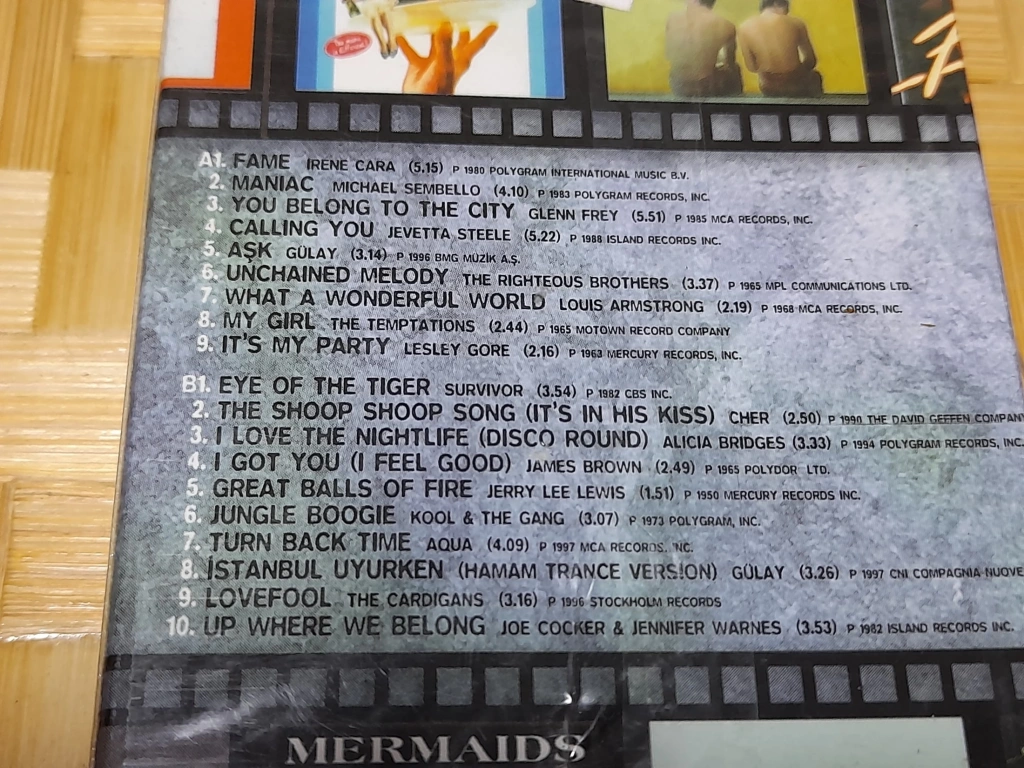 A1. FAME IRENE CARA (5.15) P 1980 POLYGRAM INTERNATIONAL MUSIC B.V.
2. MANIAC MICHAEL SEMBELLO (4.10) P 1983 POLYGRAM RECORDS, INC.
3. YOU BELONG TO THE CITY GLENN FREY (5.51) P 1985 MCA RECORDS, INC.
4. CALLING YOU JEVETTA STEELE (5.22) P 1988 ISLAND RECORDS INC.
5. AŞK GÜLAY (3.14) P 1996 BMG MÜZİK A.Ş.
6. UNCHAINED MELODY THE RIGHTEOUS BROTHERS (3.37) P 1965 MPL COMMUNICATIONS LTD.
7. WHAT A WONDERFUL WORLD LOUIS ARMSTRONG (2.19) P 1968 MCA RECORDS, INC.
8. MY GIRL THE TEMPTATIONS (2.44) P 1965 MOTOWN RECORD COMPANY
9. IT'S MY PARTY LESLEY GORE (2.16) P 1963 MERCURY RECORDS, INC.
B1. EYE OF THE TIGER SURVIVOR (3.54) P 1982 CBS INC.
2. THE SHOOP SHOOP SONG (IT'S IN HIS KISS) CHER (2.50) P 1990 THE DAVID GEFFEN COMPANY
3. I LOVE THE NIGHTLIFE (DISCO ROUND) ALICIA BRIDGES (3.33) P 1994 POLYGRAM RECORDS, INC.
4. I GOT YOU (I FEEL GOOD) JAMES BROWN (2,49) P 1965 POLYDOR LTD.
5. GREAT BALLS OF FIRE JERRY LEE LEWIS (1.51) P 1950 MERCURY RECORDS INC.
6. JUNGLE BOOGIE KOOL & THE GANG (3.07) P 1973 POLYGRAM, INC.
7. TURN BACK TIME AQUA (4.09) P 1997 MCA RECORDS, INC.
8. İSTANBUL UYURKEN (HAMAM TRANCE VERSION) GÜLAY (3.26) P 1997 CNI COMPAGNIA NUOVE
9. LOVEFOOL THE CARDIGANS (3.16) P 1996 STOCKHOLM RECORDS
10. UP WHERE WE BELONG JOE COCKER & JENNIFER WARNES (3.53) P 1982 ISLAND RECORDS INC.
MERMAIDS